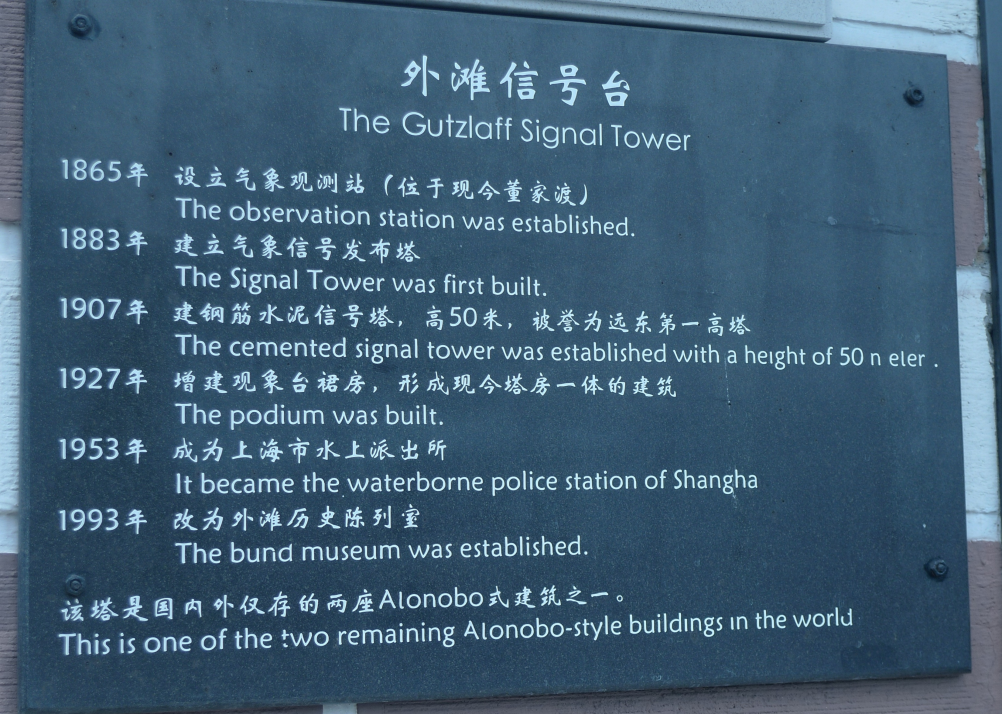 外滩信号台
The Gutzlaff Signal Tower
1865年 设立气象观测站（位于现今董家渡）
The observation station was established.
1883年 建立气象信号发布塔
The Signal Tower was first built.
1907年 建钢筋水泥信号塔，高50米，被誉为远东第一高塔
The cemented signal tower was established with a height of 50 n eter .
1927年 增建观象台裙房，形成现今塔房一体的建筑
The podium was built.
1953年 成为上海市水上派出所
It became the waterborne police station of Shangha
1993年 改为外滩历史陈列室
The bund museum was established.
该塔是国内外仅存的两座Alonobo式建筑之一。
This is one of the two remaining Alonobo-style buildings in the world